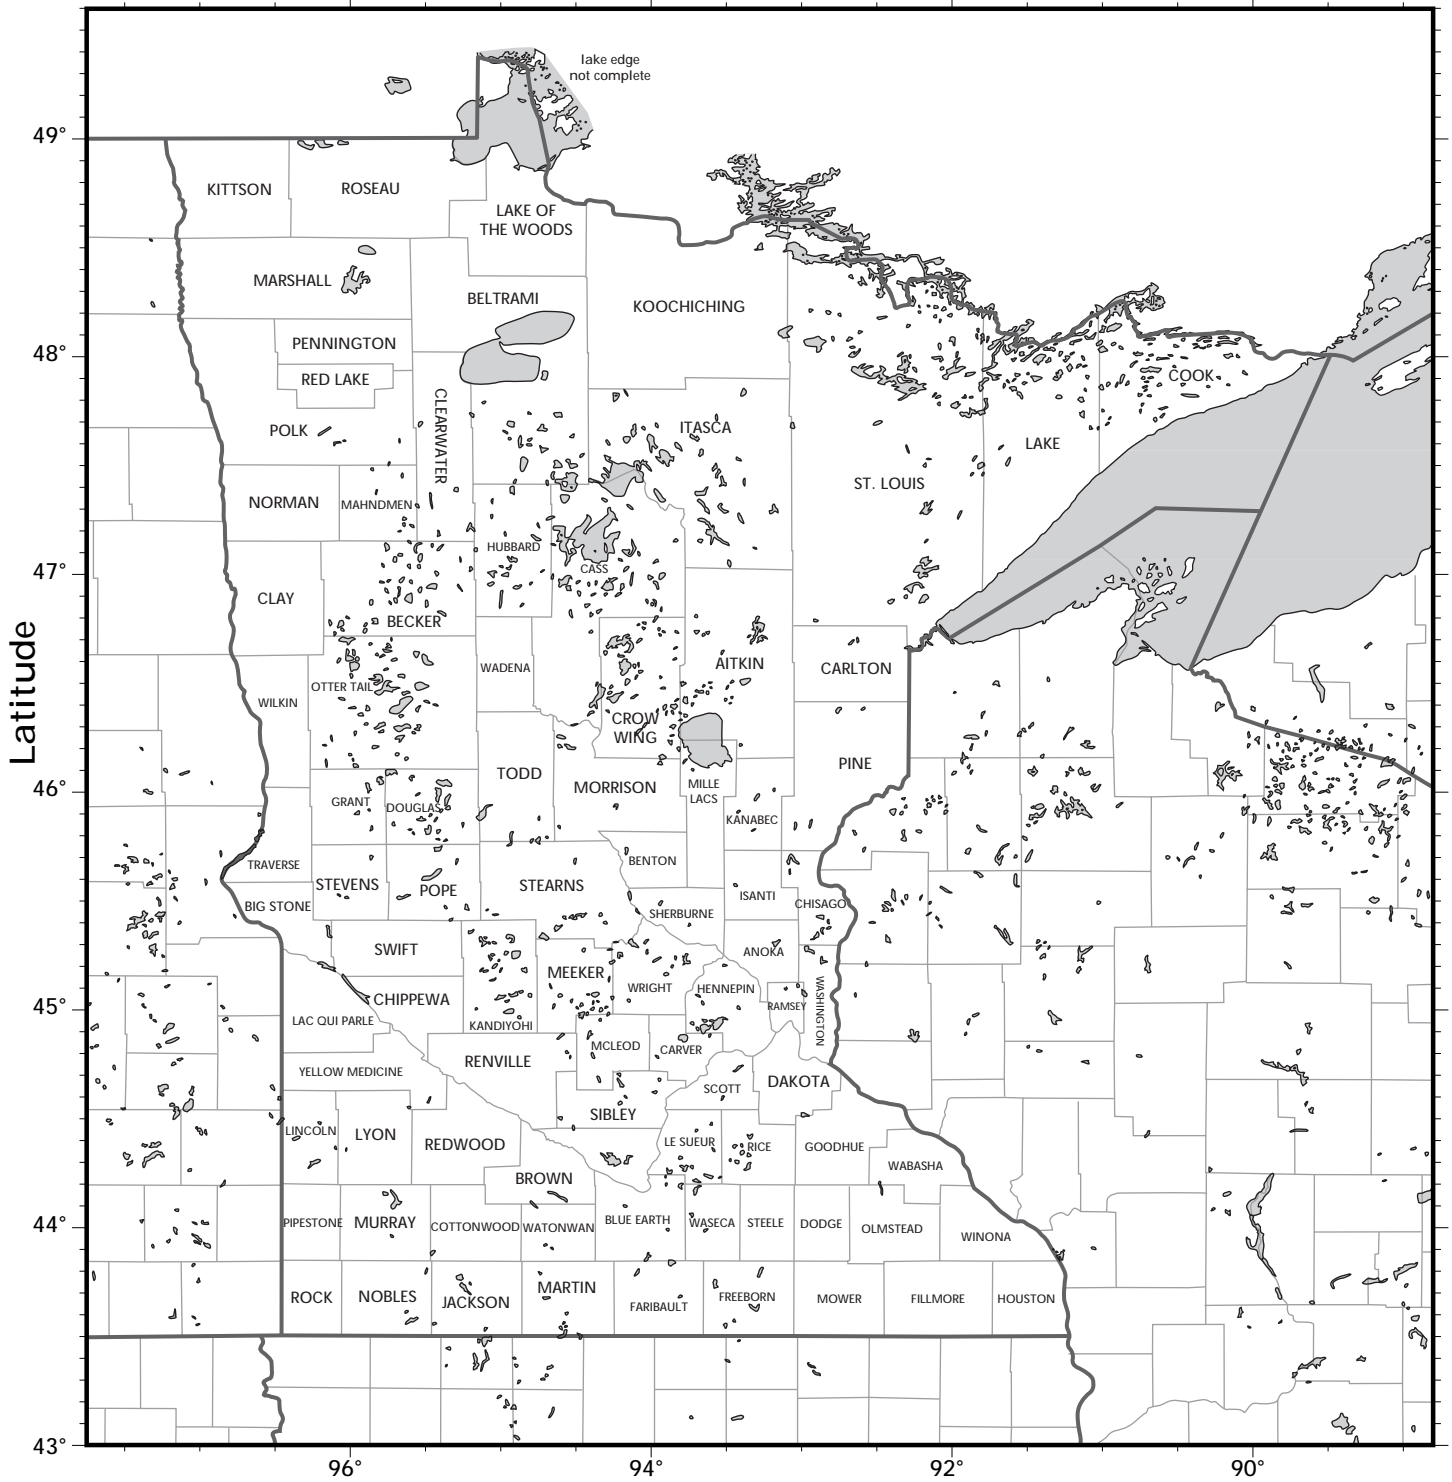 lake edge
not complete
49°
KITTSON
ROSEAU
LAKE OF
THE WOODS
MARSHALL
BELTRAMI
KOOCHICHING
48°
PENNINGTON
RED LAKE
COOK
CLEARWATER
POLK
ITASCA
LAKE
ST. LOUIS
NORMAN
MAHNDMEN
HUBBARD
CASS
47°
CLAY
BECKER
Latitude
WADENA
AITKIN
CARLTON
OTTER TAIL
WILKIN
CROW
WING
PINE
TODD
MORRISON
MILLE
LACS
46°
GRANT
DOUGLAS
KANABEC
TRAVERSE
BENTON
STEVENS
POPE
STEARNS
ISANTI
CHISAGO
BIG STONE
SHERBURNE
SWIFT
ANOKA
MEEKER
WRIGHT
HENNEPIN
WASHINGTON
CHIPPEWA
RAMSEY
45°
LAC QUI PARLE
KANDIYOHI
MCLEOD
CARVER
RENVILLE
YELLOW MEDICINE
DAKOTA
SCOTT
SIBLEY
LINCOLN
LYON
REDWOOD
LE SUEUR
RICE
GOODHUE
WABASHA
BROWN
44°
PIPESTONE
MURRAY
COTTONWOOD
WATONWAN
BLUE EARTH
WASECA
STEELE
DODGE
OLMSTEAD
WINONA
ROCK
NOBLES
JACKSON
MARTIN
FARIBAULT
FREEBORN
MOWER
FILLMORE
HOUSTON
43°
96°
94°
92°
90°